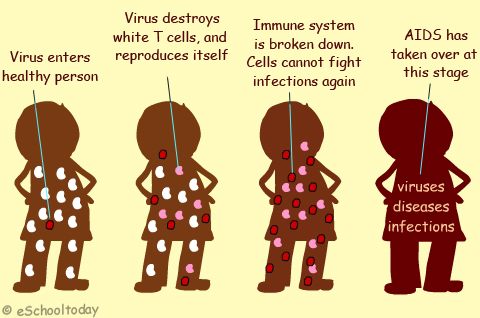 Virus enters
healthy person
Virus destroys
white T cells, and
reproduces itself
Immune system
is broken down.
Cells cannot fight
infections again
AIDS has
taken over at
this stage
viruses
diseases
infections
© eSchooltoday